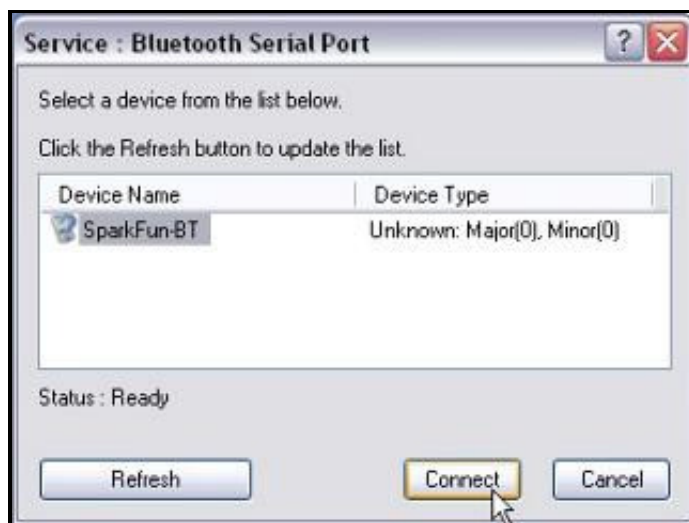 Service : Bluetooth Serial Port
Select a device from the list below.
Click the Refresh button to update the list.
Device Name Device Type
SparkFun-BT Unknown: Major(0), Minor(0)
Status : Ready
Refresh Connect Cancel